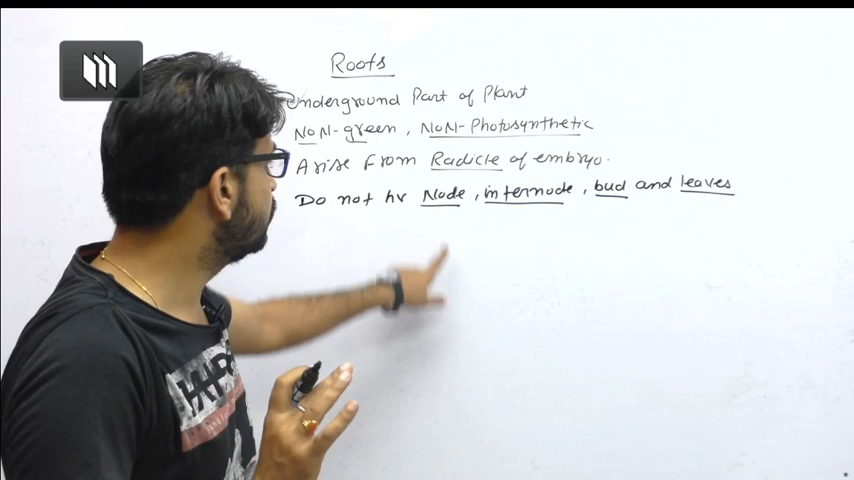 Roots
Underground Part of Plant
NoN-green, NoN-Photosynthetic
Arise From Radicle of embryo.
Do not hv Node, internode, bud and leaves